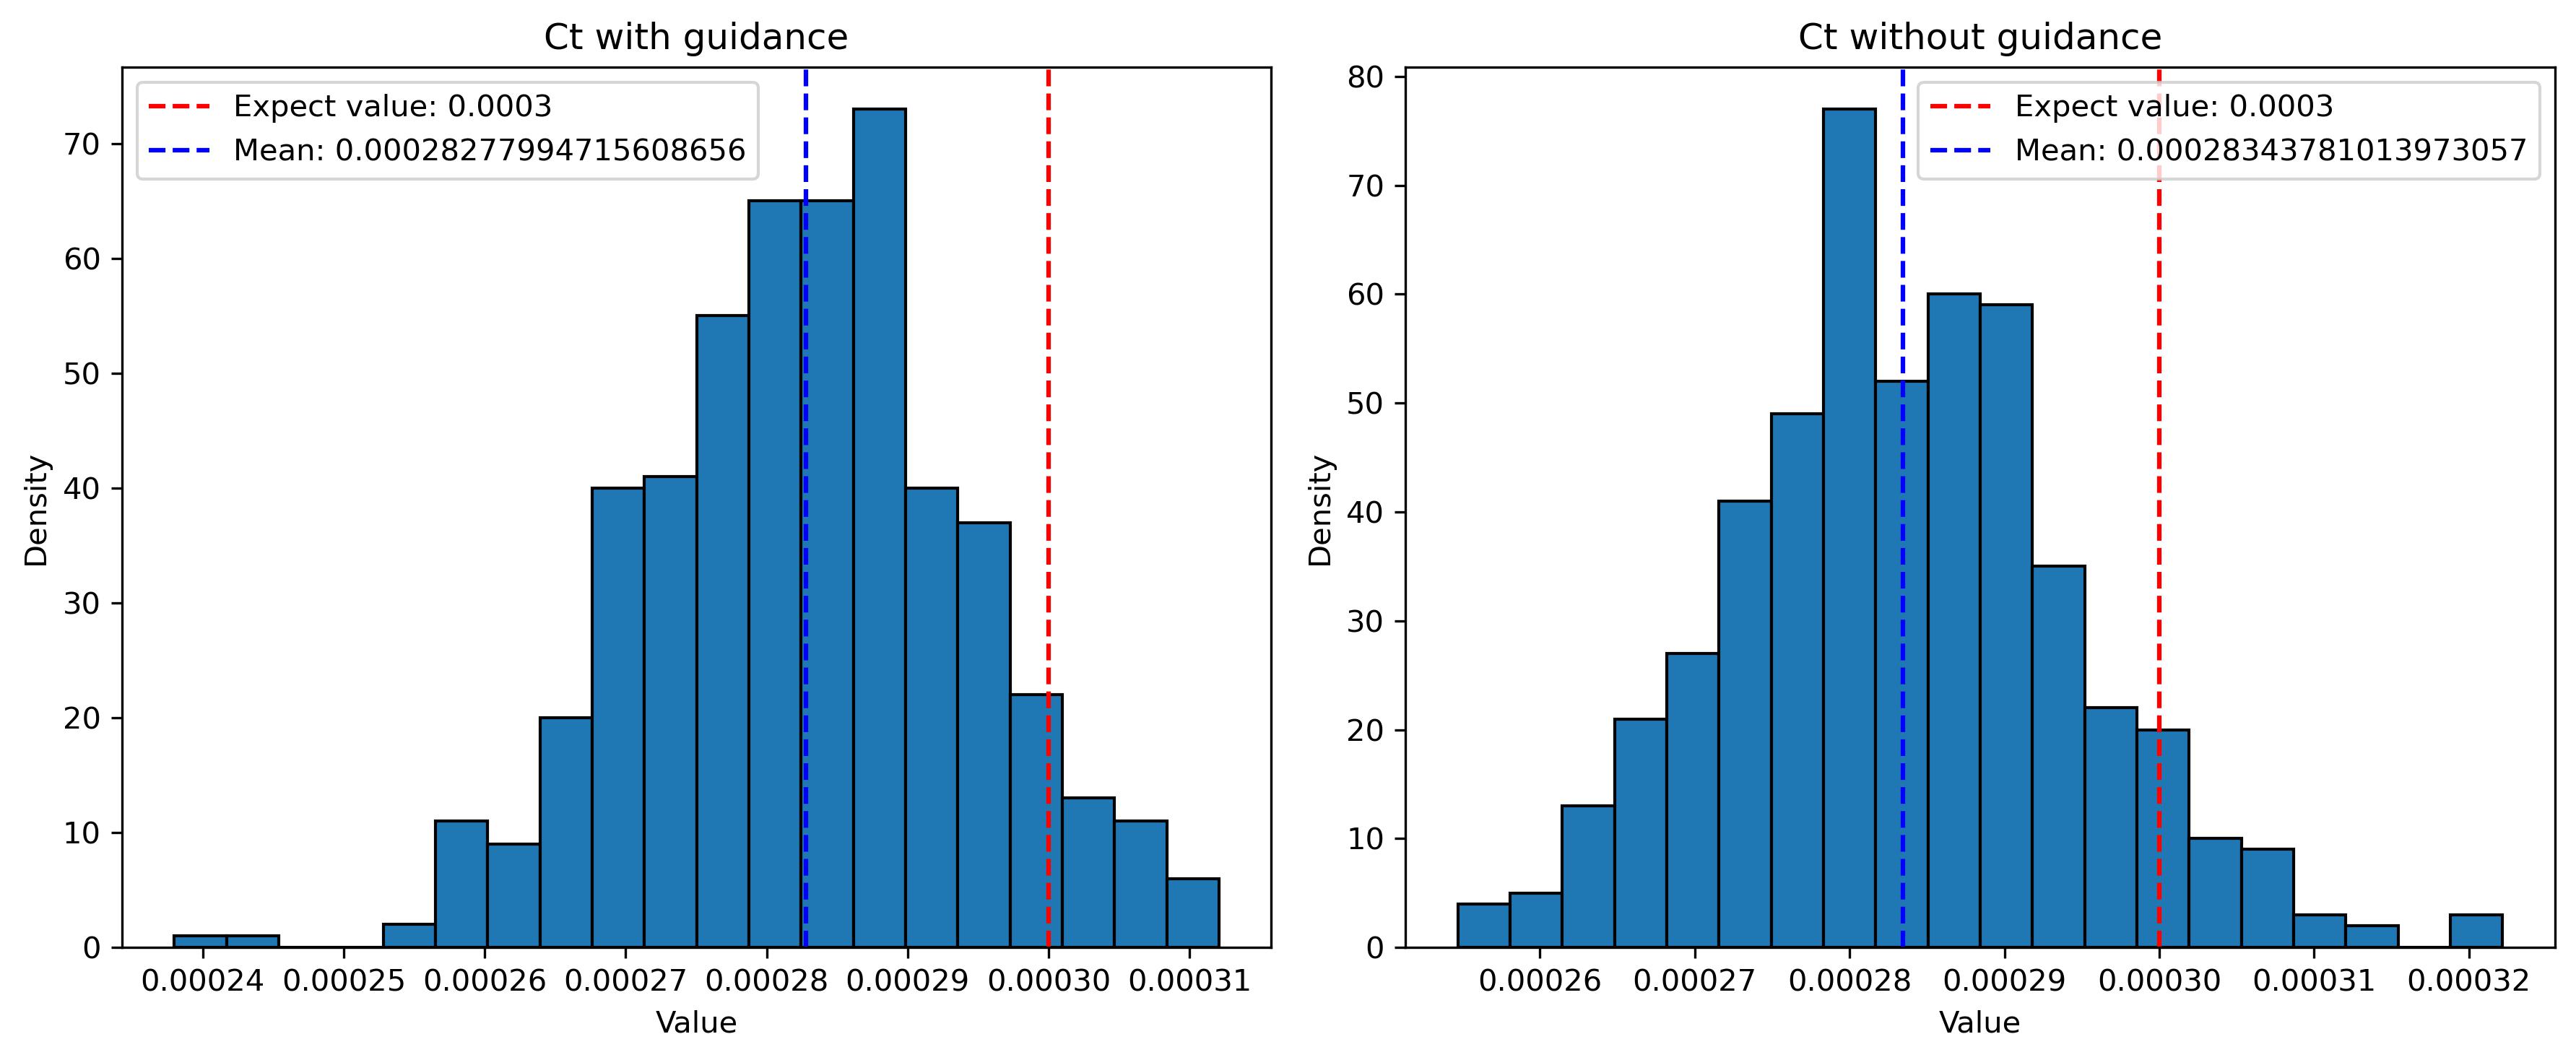 Ct with guidance
Expect value: 0.0003
Mean: 0.00028277994715608656
70
60
50
40
30
20
10
0
Density
0.00024 0.00025 0.00026 0.00027 0.00028 0.00029 0.00030 0.00031
Value
Ct without guidance
Expect value: 0.0003
Mean: 0.00028343781013973057
80
70
60
50
40
30
20
10
0
Density
0.00026 0.00027 0.00028 0.00029 0.00030 0.00031 0.00032
Value